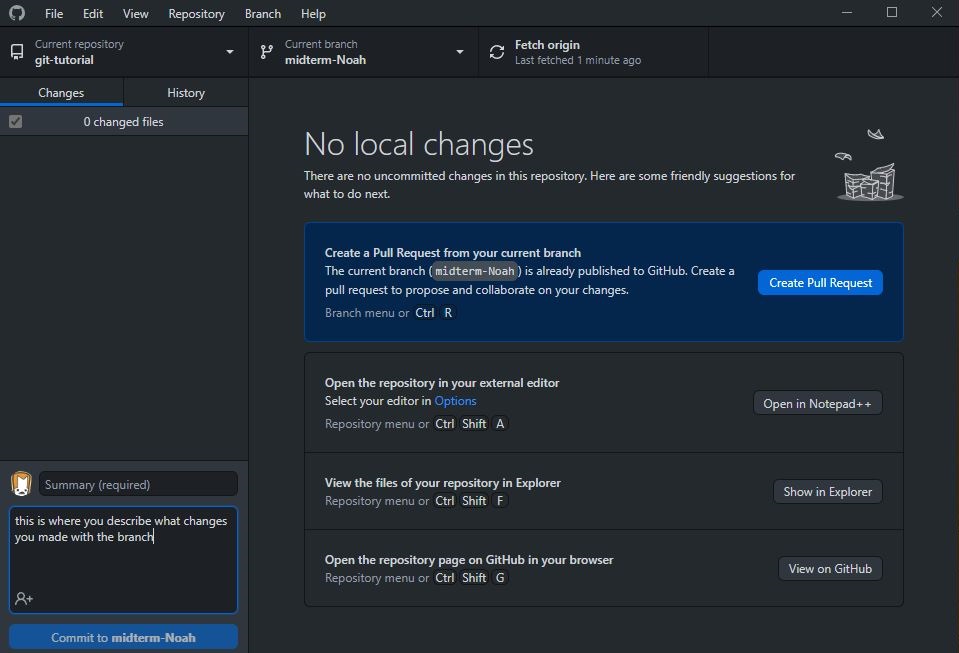 File Edit View Repository Branch Help
Current repository
git-tutorial
Current branch
midterm-Noah
Fetch origin
Last fetched 1 minute ago
Changes
History
0 changed files
No local changes
There are no uncommitted changes in this repository. Here are some friendly suggestions for
what to do next.
Create a Pull Request from your current branch
The current branch (midterm-Noah) is already published to GitHub. Create a
pull request to propose and collaborate on your changes.
Branch menu or Ctrl R
Create Pull Request
Open the repository in your external editor
Select your editor in Options
Repository menu or Ctrl Shift A
Open in Notepad++
View the files of your repository in Explorer
Repository menu or Ctrl Shift F
Show in Explorer
Open the repository page on GitHub in your browser
Repository menu or Ctrl Shift G
View on GitHub
Summary (required)
this is where you describe what changes
you made with the branch
Commit to midterm-Noah